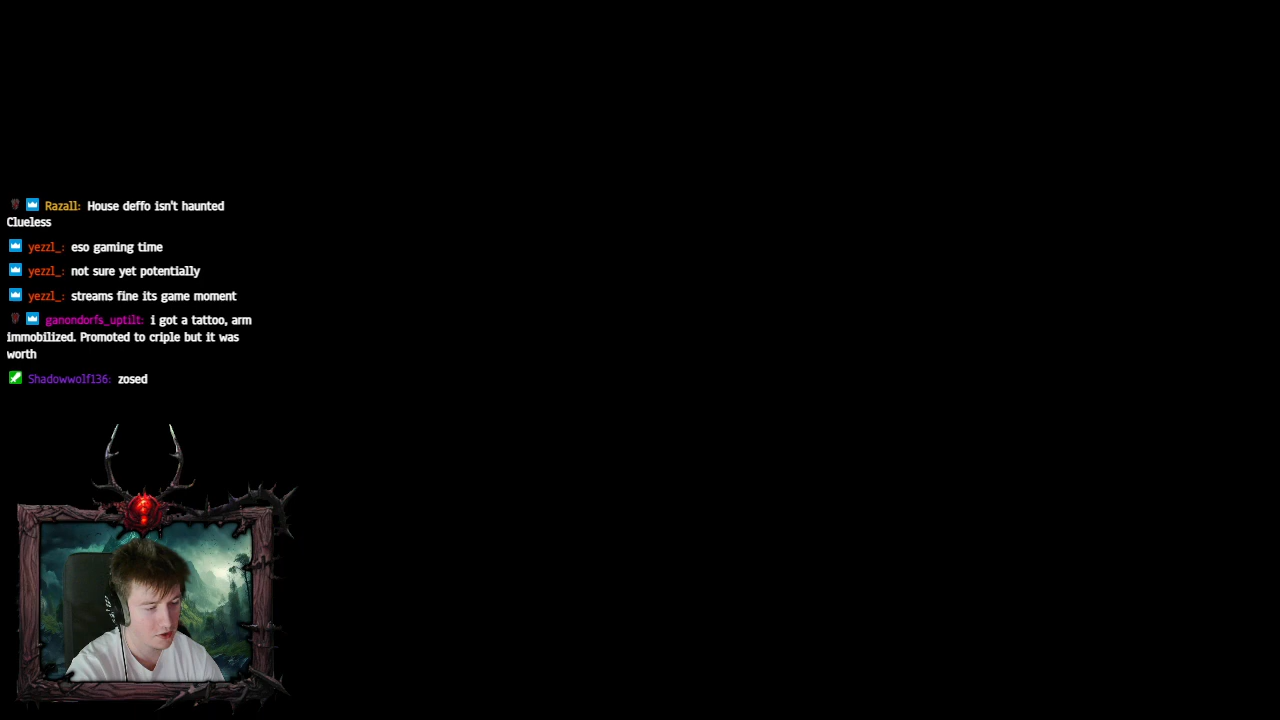 Razall: House deffo isn't haunted
Clueless
yezzl_: eso gaming time
yezzl_: not sure yet potentially
yezzl_: streams fine its game moment
ganondorfs_uptilt: i got a tattoo, arm
immobilized. Promoted to criple but it was
worth
Shadowwolf136: zosed